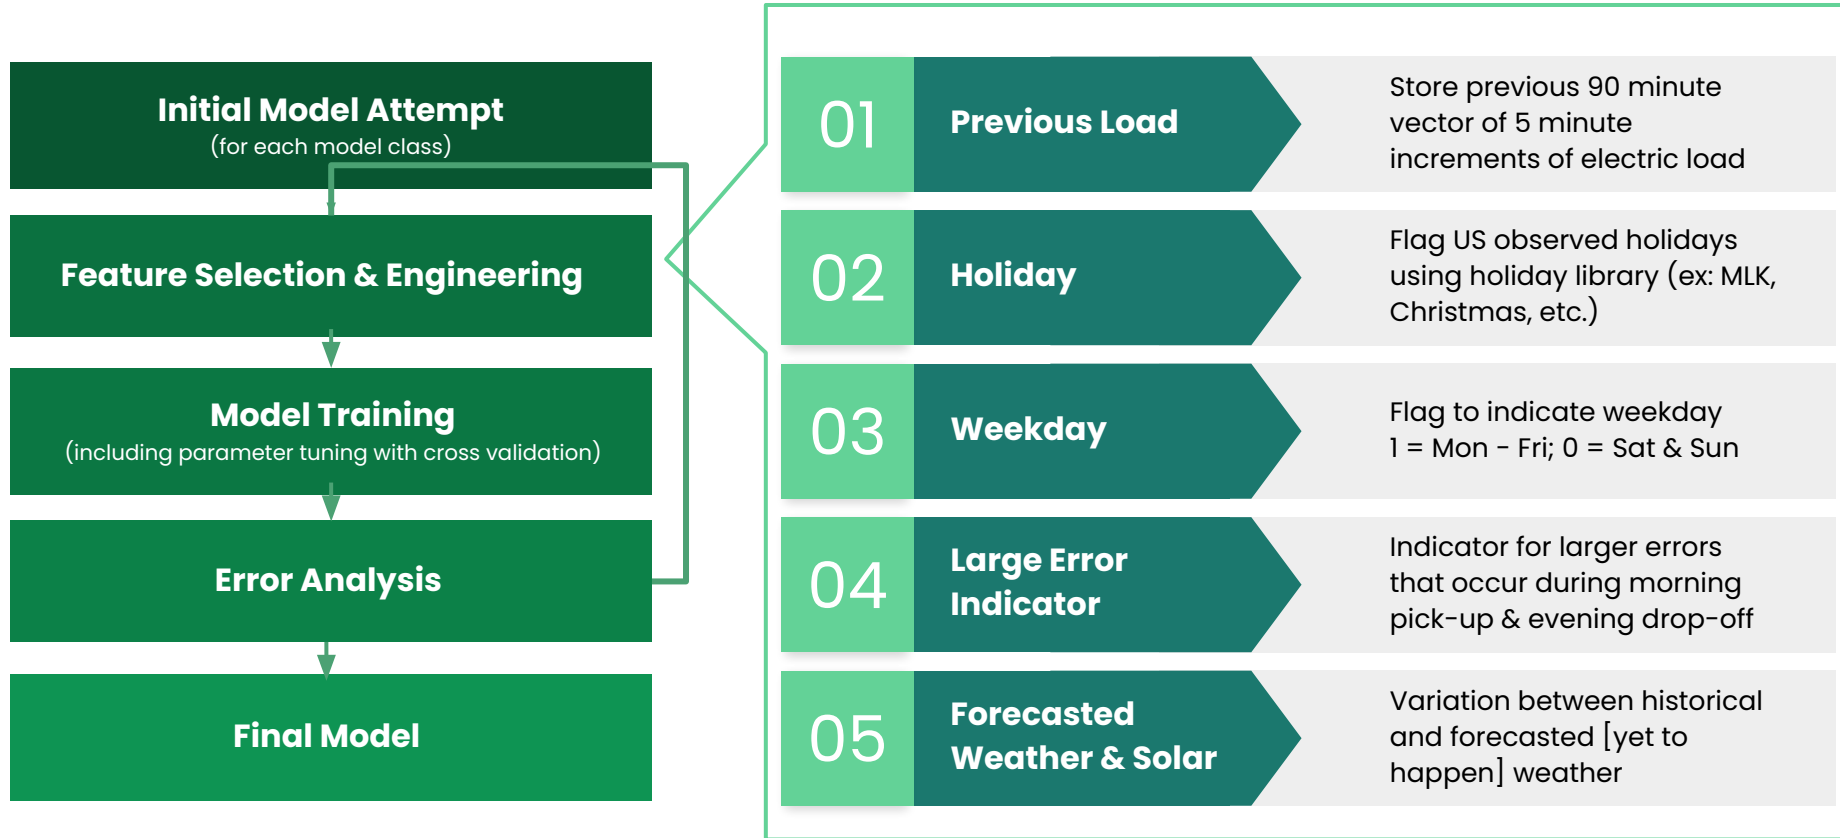 Initial Model Attempt
(for each model class)
Feature Selection & Engineering
Model Training
(including parameter tuning with cross validation)
Error Analysis
Final Model
01
Previous Load
Store previous 90 minute
vector of 5 minute
increments of electric load
02
Holiday
Flag US observed holidays
using holiday library (ex: MLK,
Christmas, etc.)
03
Weekday
Flag to indicate weekday
1 = Mon - Fri; 0 = Sat & Sun
04
Large Error
Indicator
Indicator for larger errors
that occur during morning
pick-up & evening drop-off
05
Forecasted
Weather & Solar
Variation between historical
and forecasted [yet to
happen] weather